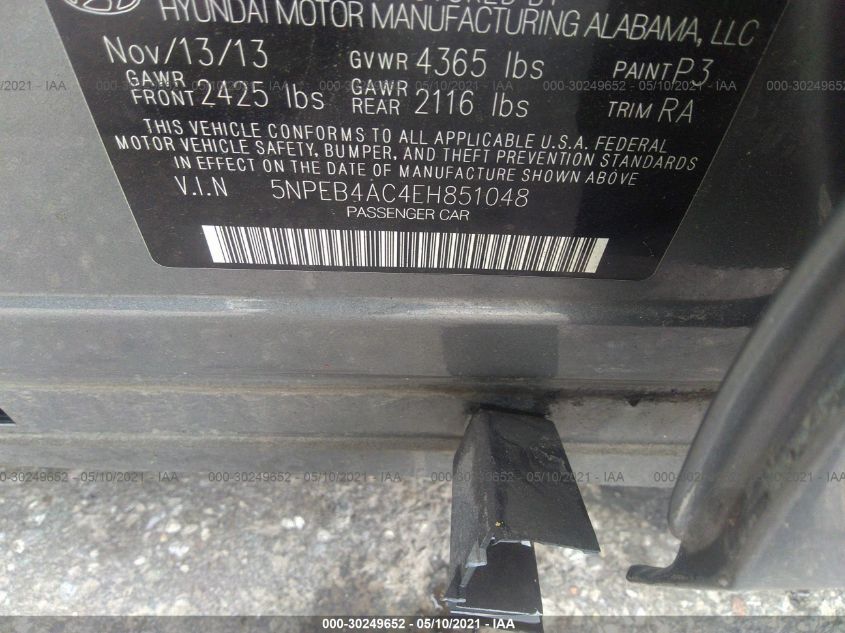 HYUNDAI MOTOR MANUFACTURING ALABAMA, LLC
Nov/13/13 GVWR 4365 lbs PAINT P3
GAWR FRONT 2425 lbs GAWR REAR 2116 lbs TRIM RA
THIS VEHICLE CONFORMS TO ALL APPLICABLE U.S.A. FEDERAL
MOTOR VEHICLE SAFETY, BUMPER, AND THEFT PREVENTION STANDARDS
IN EFFECT ON THE DATE OF MANUFACTURE SHOWN ABOVE
V.I.N 5NPEB4AC4EH851048
PASSENGER CAR
000-30249652 - 05/10/2021 - IAA